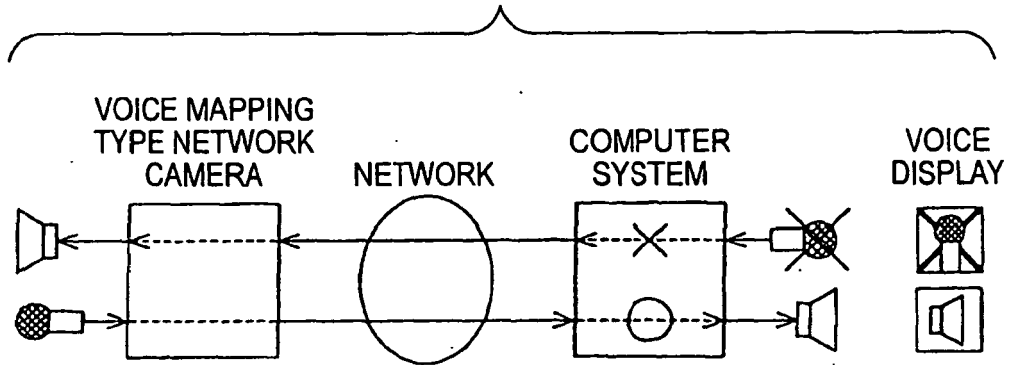 VOICE MAPPING
TYPE NETWORK
CAMERA
NETWORK
COMPUTER
SYSTEM
VOICE
DISPLAY